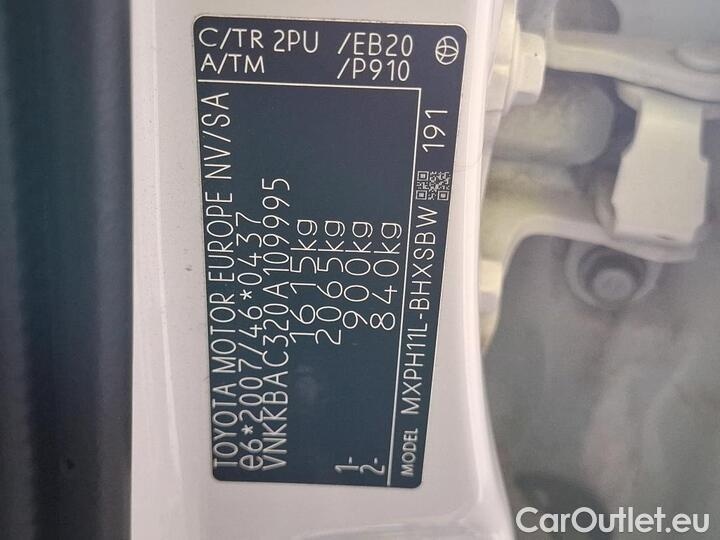 TOYOTA MOTOR EUROPE NV/SA
e6*2007/46*0437
VNKKBAC320A109995
1615kg
2065kg
1- 900kg
2- 840kg
MODEL MXPH11L-BHXSBW 191
C/TR 2PU /EB20
A/TM /P910
CarOutlet.eu